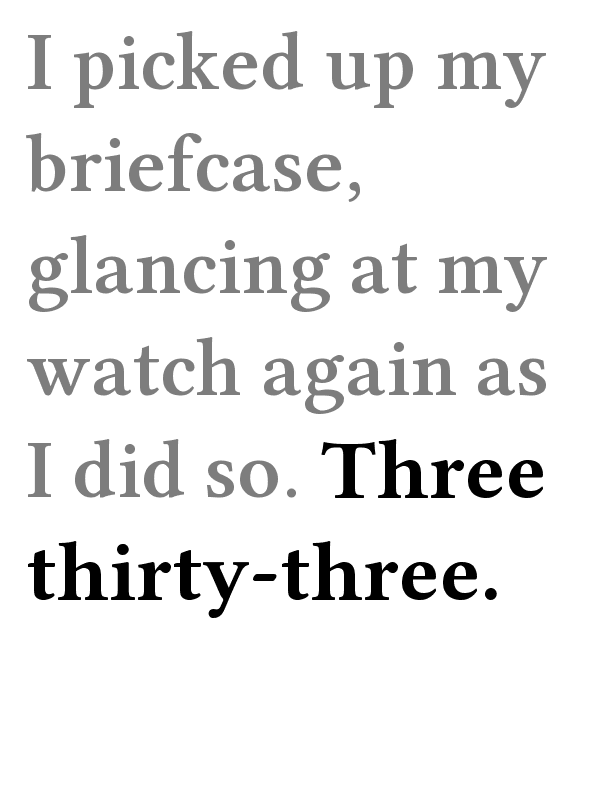 I picked up my
briefcase,
glancing at my
watch again as
I did so. Three
thirty-three.